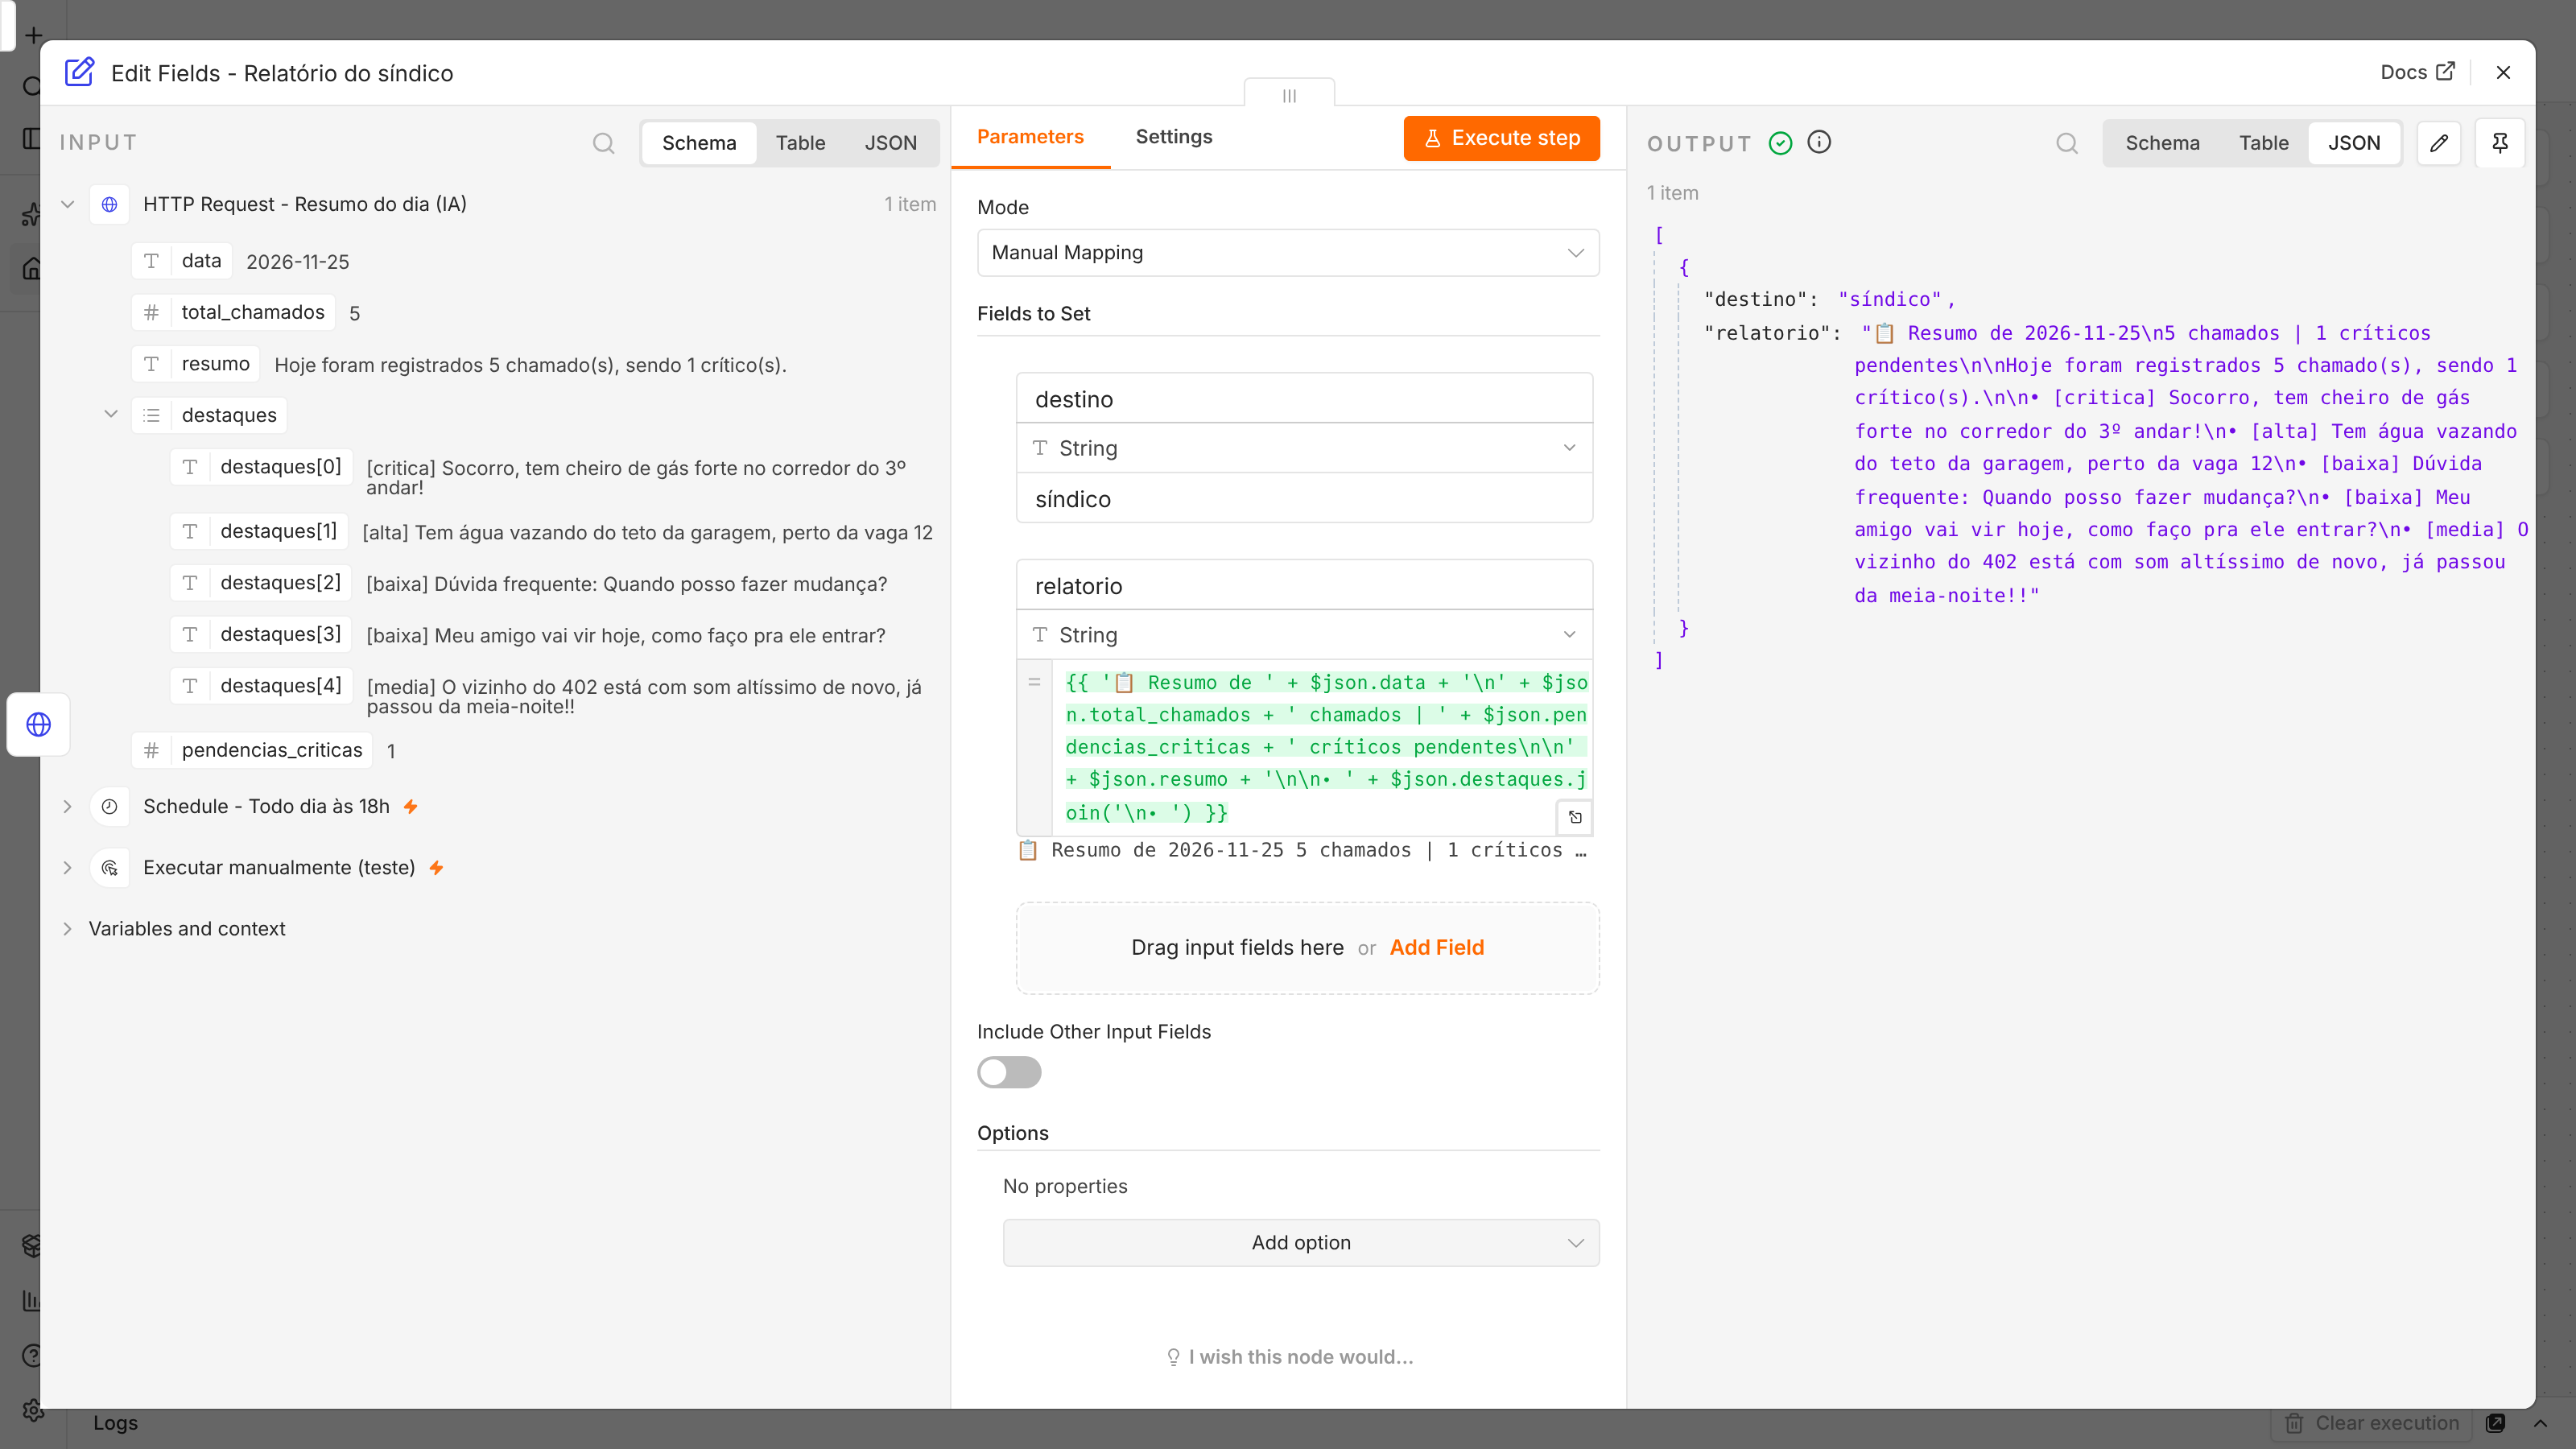 Edit Fields - Relatório do síndico
Docs
INPUT
Schema
Table
JSON
HTTP Request - Resumo do dia (IA)
1 item
data
2026-11-25
total_chamados
5
resumo
Hoje foram registrados 5 chamado(s), sendo 1 crítico(s).
destaques
destaques[0]
[critica] Socorro, tem cheiro de gás forte no corredor do 3º
andar!
destaques[1]
[alta] Tem água vazando do teto da garagem, perto da vaga 12
destaques[2]
[baixa] Dúvida frequente: Quando posso fazer mudança?
destaques[3]
[baixa] Meu amigo vai vir hoje, como faço pra ele entrar?
destaques[4]
[media] O vizinho do 402 está com som altíssimo de novo, já
passou da meia-noite!!
pendencias_criticas
1
Schedule - Todo dia às 18h
Executar manualmente (teste)
Variables and context
Parameters
Settings
Execute step
Mode
Manual Mapping
Fields to Set
destino
String
síndico
relatorio
String
=
{{ '📋 Resumo de ' + $json.data + '\n' + $jso
n.total_chamados + ' chamados | ' + $json.pen
dencias_criticas + ' críticos pendentes\n\n'
+ $json.resumo + '\n\n• ' + $json.destaques.j
oin('\n• ') }}
📋 Resumo de 2026-11-25 5 chamados | 1 críticos …
Drag input fields here or Add Field
Include Other Input Fields
Options
No properties
Add option
I wish this node would...
OUTPUT
Schema
Table
JSON
1 item
[
{
"destino": "síndico",
"relatorio": "📋 Resumo de 2026-11-25\n5 chamados | 1 críticos
pendentes\n\nHoje foram registrados 5 chamado(s), sendo 1
crítico(s).\n\n• [critica] Socorro, tem cheiro de gás
forte no corredor do 3º andar!\n• [alta] Tem água vazando
do teto da garagem, perto da vaga 12\n• [baixa] Dúvida
frequente: Quando posso fazer mudança?\n• [baixa] Meu
amigo vai vir hoje, como faço pra ele entrar?\n• [media] O
vizinho do 402 está com som altíssimo de novo, já passou
da meia-noite!!"
}
]
Logs
Clear execution